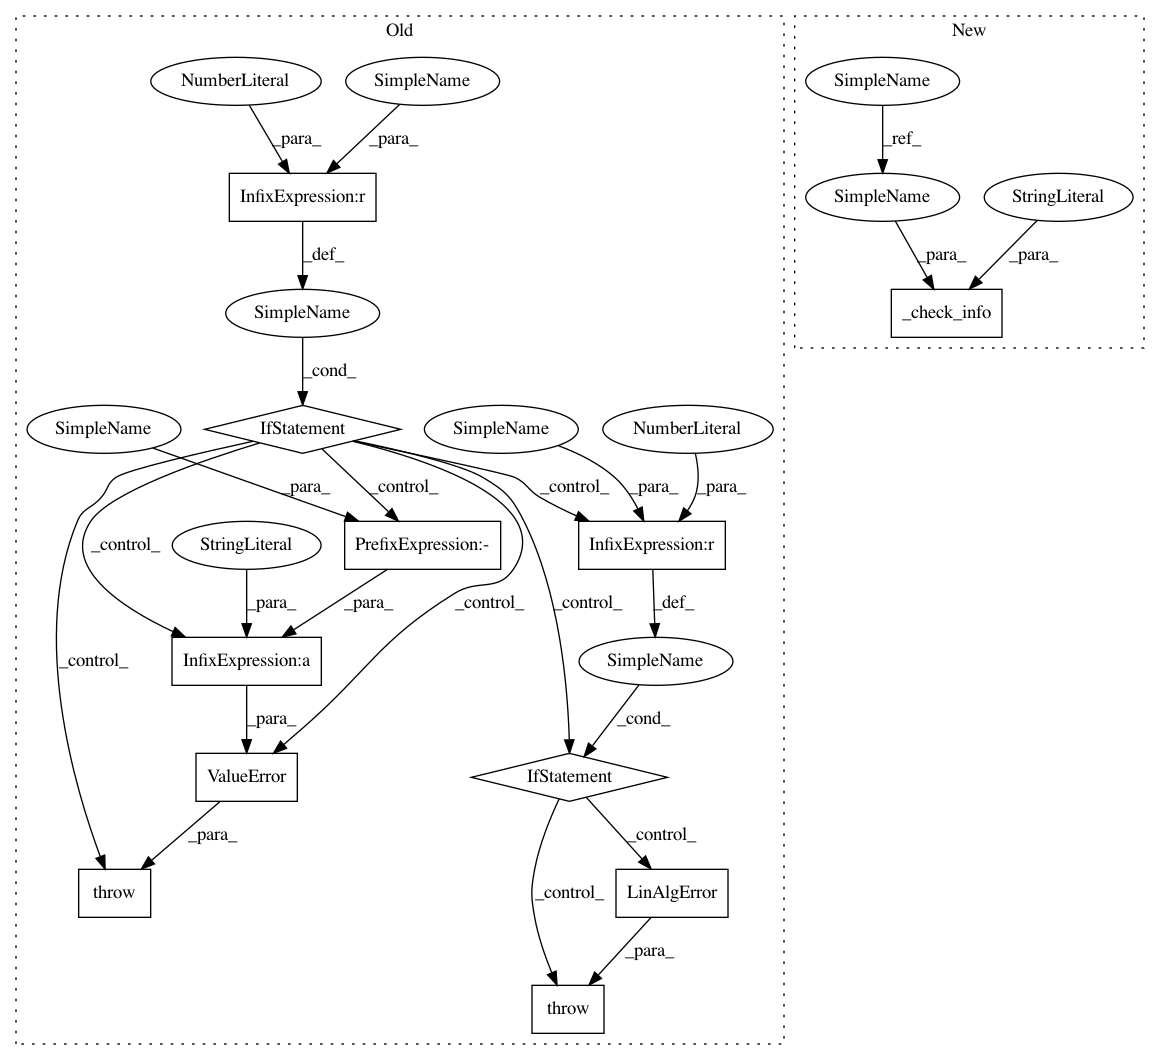 Old
New
NumberLiteral
SimpleName
SimpleName
_para_
_para_
_ref_
InfixExpression:r
SimpleName
StringLiteral
_def_
_para_
_para_
SimpleName
_check_info
_cond_
SimpleName
IfStatement
SimpleName
NumberLiteral
_para_
_control_
_control_
_para_
_para_
_control_
StringLiteral
PrefixExpression:-
InfixExpression:r
_para_
_para_
_control_
_control_
_def_
_control_
InfixExpression:a
SimpleName
_para_
_cond_
ValueError
IfStatement
_para_
_control_
throw
_control_
LinAlgError
_para_
throw